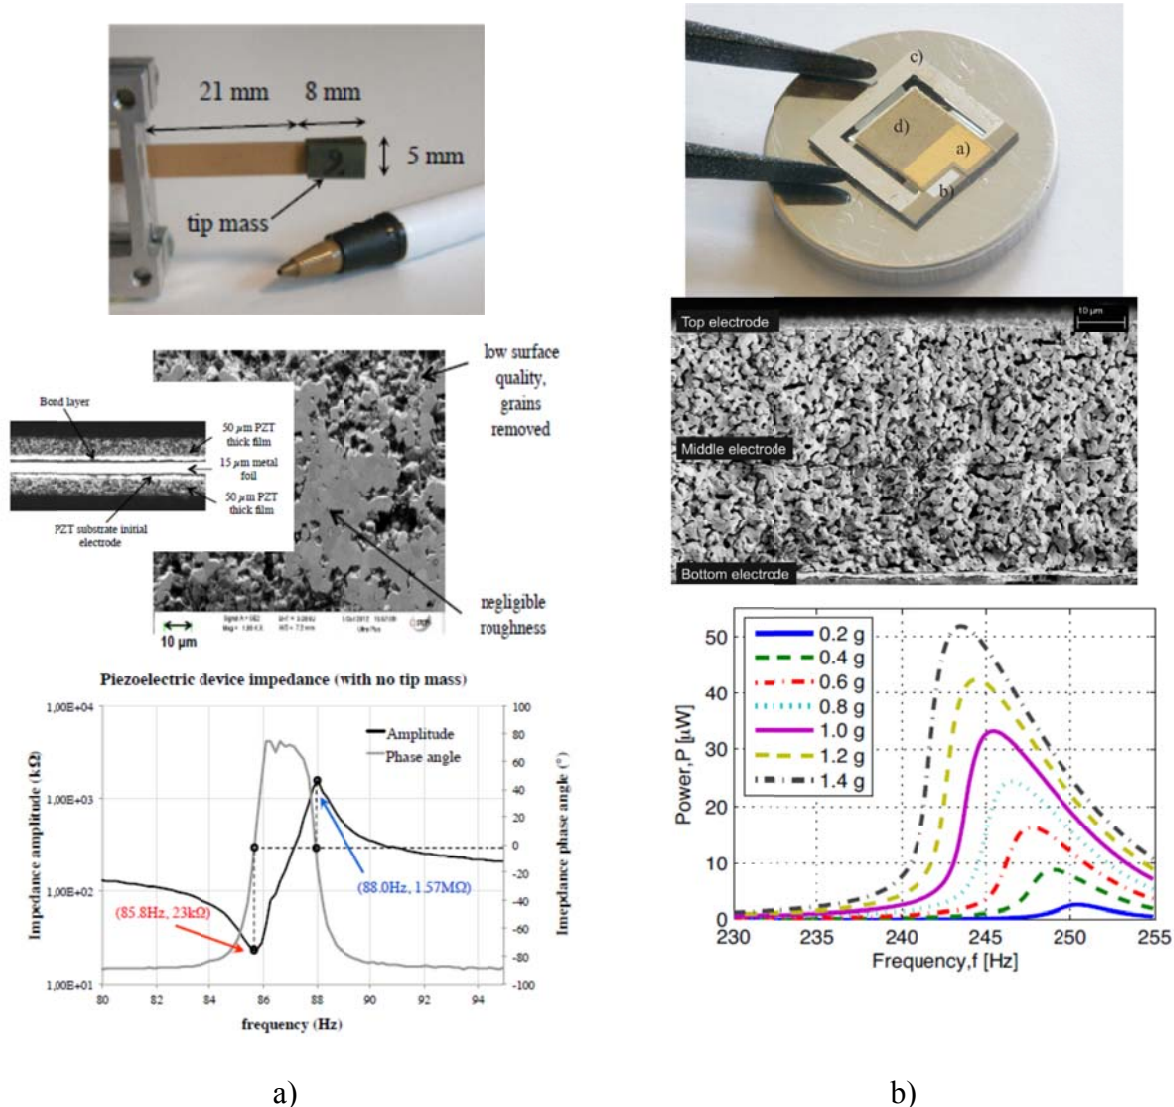 21 mm
8 mm
5 mm
tip mass
low surface
quality,
grains
removed
Bond layer
50 µm PZT
thick film
15 µm metal
foil
50 µm PZT
thick film
PZT substrate initial
electrode
negligible
roughness
10 µm
Piezoelectric device impedance (with no tip mass)
Impedance amplitude (kΩ)
1,00E+04
1,00E+03
1,00E+02
1,00E+01
Amplitude
Phase angle
(88.0Hz, 1.57MΩ)
(85.8Hz, 23kΩ)
100
80
60
40
20
0
-20
-40
-60
-80
-100
Imepdance phase angle (°)
80 82 84 86 88 90 92 94
frequency (Hz)
a)
c)
d)
a)
b)
10 µm
Top electrode
Middle electrode
Bottom electrode
Power,P [µW]
50
40
30
20
10
0
0.2 g
0.4 g
0.6 g
0.8 g
1.0 g
1.2 g
1.4 g
230 235 240 245 250 255
Frequency,f [Hz]
b)